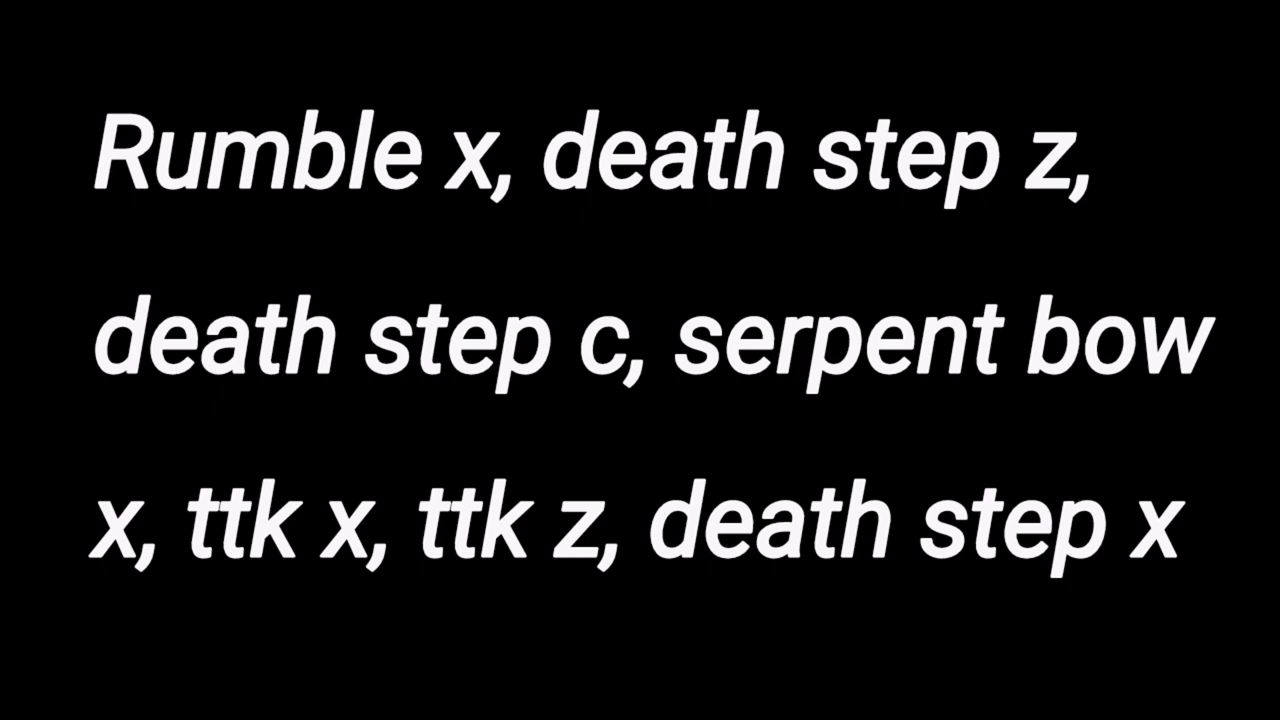 Rumble x, death step z,
death step c, serpent bow
x, ttk x, ttk z, death step x